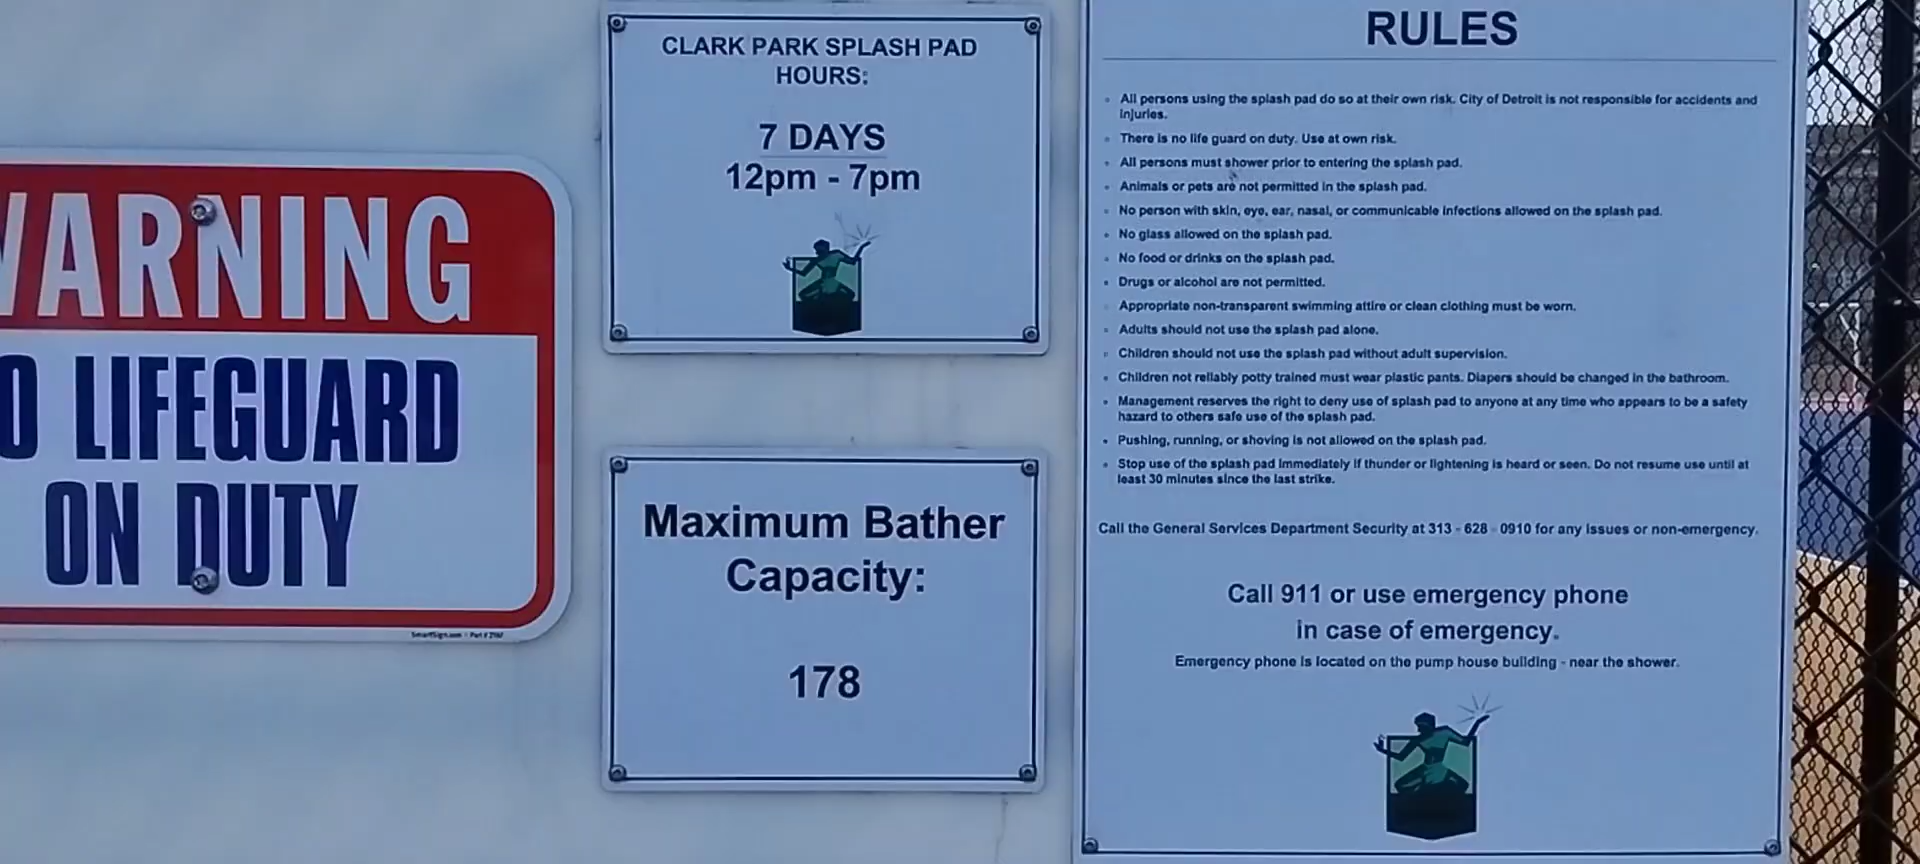 WARNING
NO LIFEGUARD
ON DUTY
SmartSign.com
CLARK PARK SPLASH PAD
HOURS:
7 DAYS
12pm - 7pm
Maximum Bather
Capacity:
178
RULES
All persons using the splash pad do so at their own risk. City of Detroit is not responsible for accidents and
injuries.
There is no life guard on duty. Use at own risk.
All persons must shower prior to entering the splash pad.
Animals or pets are not permitted in the splash pad.
No person with skin, eye, ear, nasal, or communicable infections allowed on the splash pad.
No glass allowed on the splash pad.
No food or drinks on the splash pad.
Drugs or alcohol are not permitted.
Appropriate non-transparent swimming attire or clean clothing must be worn.
Adults should not use the splash pad alone.
Children should not use the splash pad without adult supervision.
Children not reliably potty trained must wear plastic pants. Diapers should be changed in the bathroom.
Management reserves the right to deny use of splash pad to anyone at any time who appears to be a safety
hazard to others safe use of the splash pad.
Pushing, running, or shoving is not allowed on the splash pad.
Stop use of the splash pad immediately if thunder or lightening is heard or seen. Do not resume use until at
least 30 minutes since the last strike.
Call the General Services Department Security at 313 - 628 - 0910 for any issues or non-emergency.
Call 911 or use emergency phone
in case of emergency.
Emergency phone is located on the pump house building - near the shower.